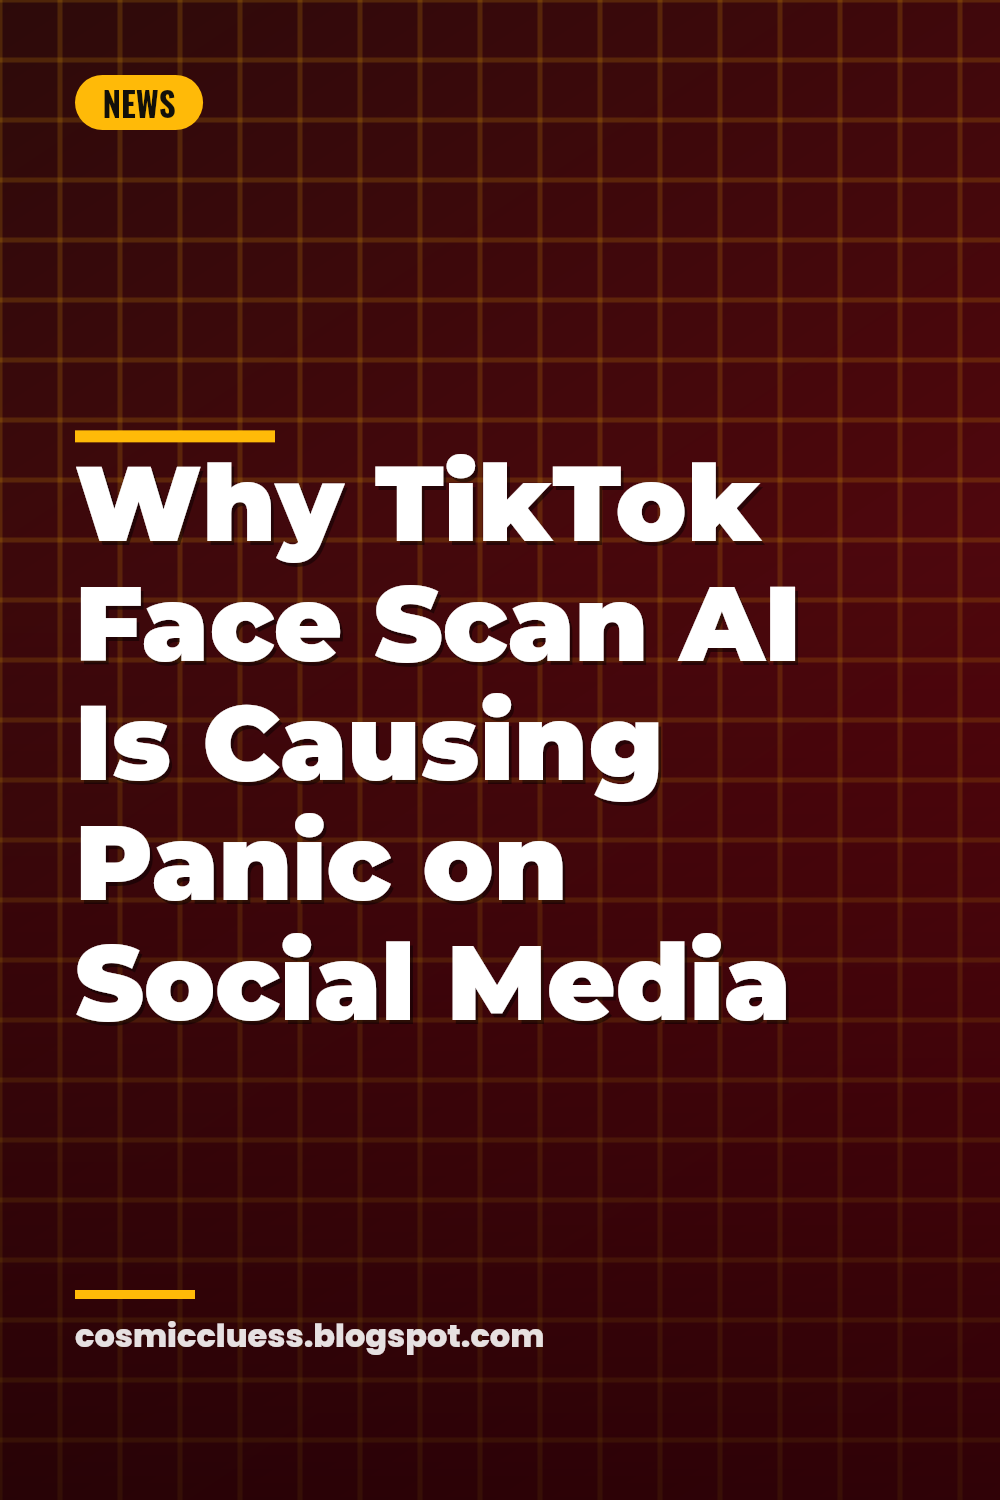 NEWS
Why TikTok
Face Scan AI
Is Causing
Panic on
Social Media
cosmiccluess.blogspot.com